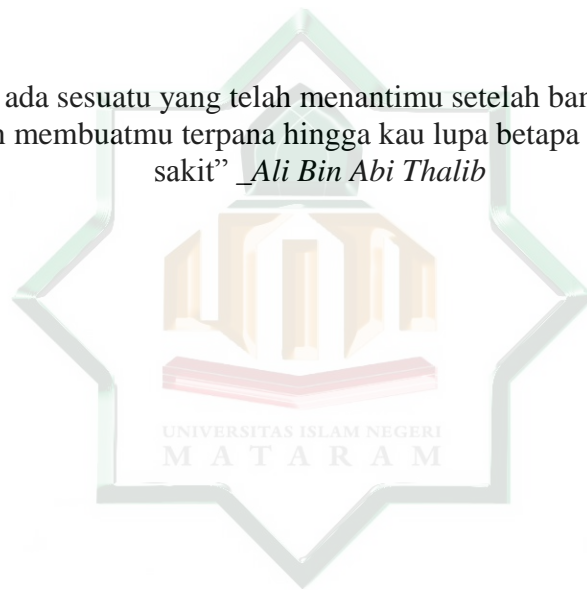 ada sesuatu yang telah menantimu setelah
membuatmu terpana hingga kau lupa betapa
sakit” _Ali Bin Abi Thalib
UNIVERSITAS ISLAM NEGERI
M A T A R A M